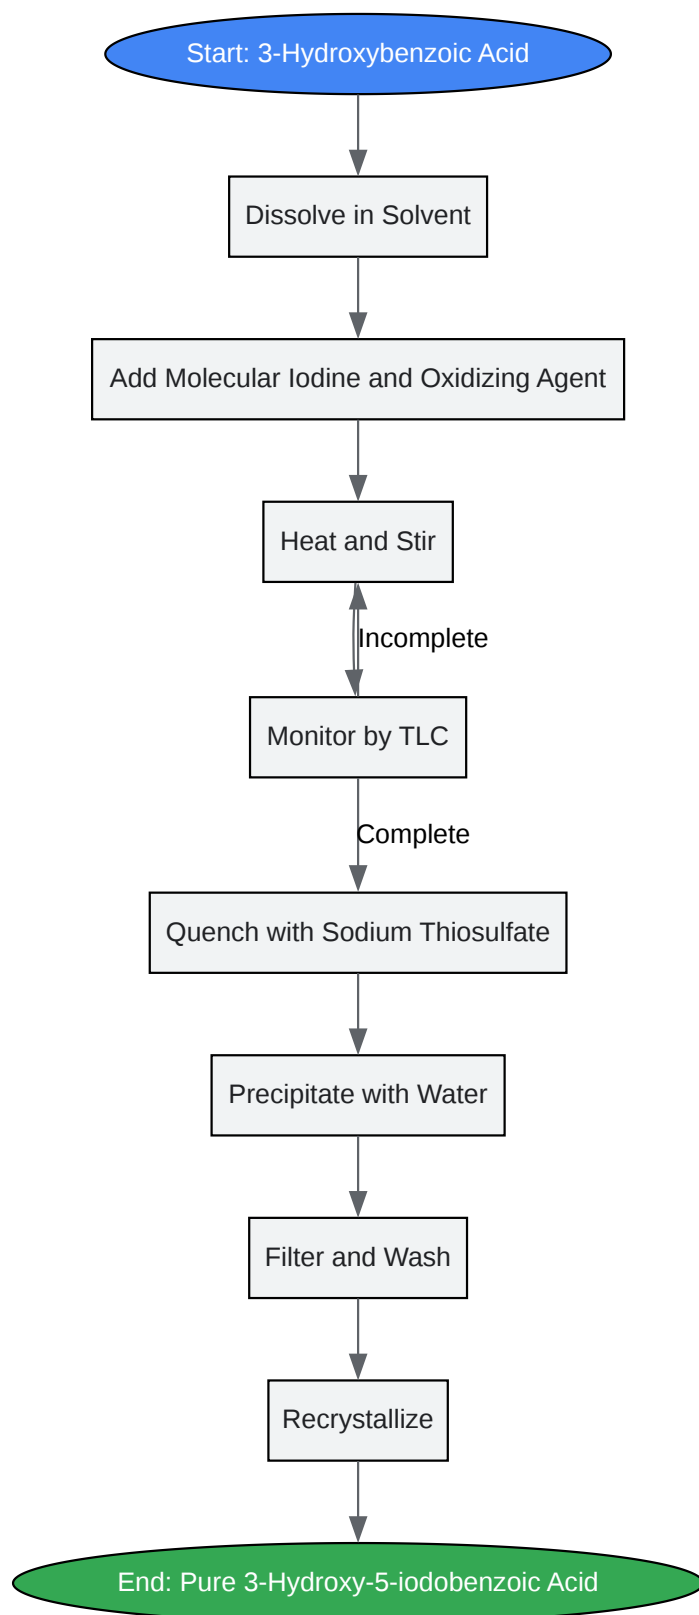 Start: 3-Hydroxybenzoic Acid
Dissolve in Solvent
Add Molecular Iodine and Oxidizing Agent
Heat and Stir
Incomplete
Monitor by TLC
Complete
Quench with Sodium Thiosulfate
Precipitate with Water
Filter and Wash
Recrystallize
End: Pure 3-Hydroxy-5-iodobenzoic Acid